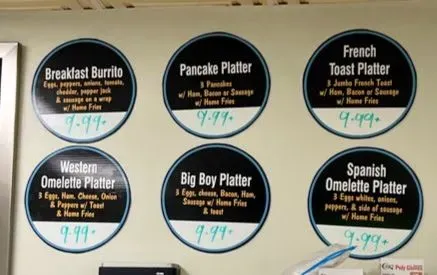 Breakfast Burrito
Eggs, peppers, onions, tomato,
cheddar, pepper jack
& sausage on a wrap
w/ Home Fries
9.99+
Pancake Platter
3 Pancakes
w/ Ham, Bacon or Sausage
w/ Home Fries
9.99+
French
Toast Platter
3 Jumbo French Toast
w/ Ham, Bacon or Sausage
w/ Home Fries
9.99+
Western
Omelette Platter
3 Eggs, Ham, Cheese, Onion
& Peppers w/ Toast
& Home Fries
9.99+
Big Boy Platter
3 Eggs, cheese, Bacon, Ham,
Sausage w/ Home Fries
& toast
9.99+
Spanish
Omelette Platter
3 Eggs whites, onions,
peppers, & side of sausage
w/ Home Fries
9.99+
Poly Gloves